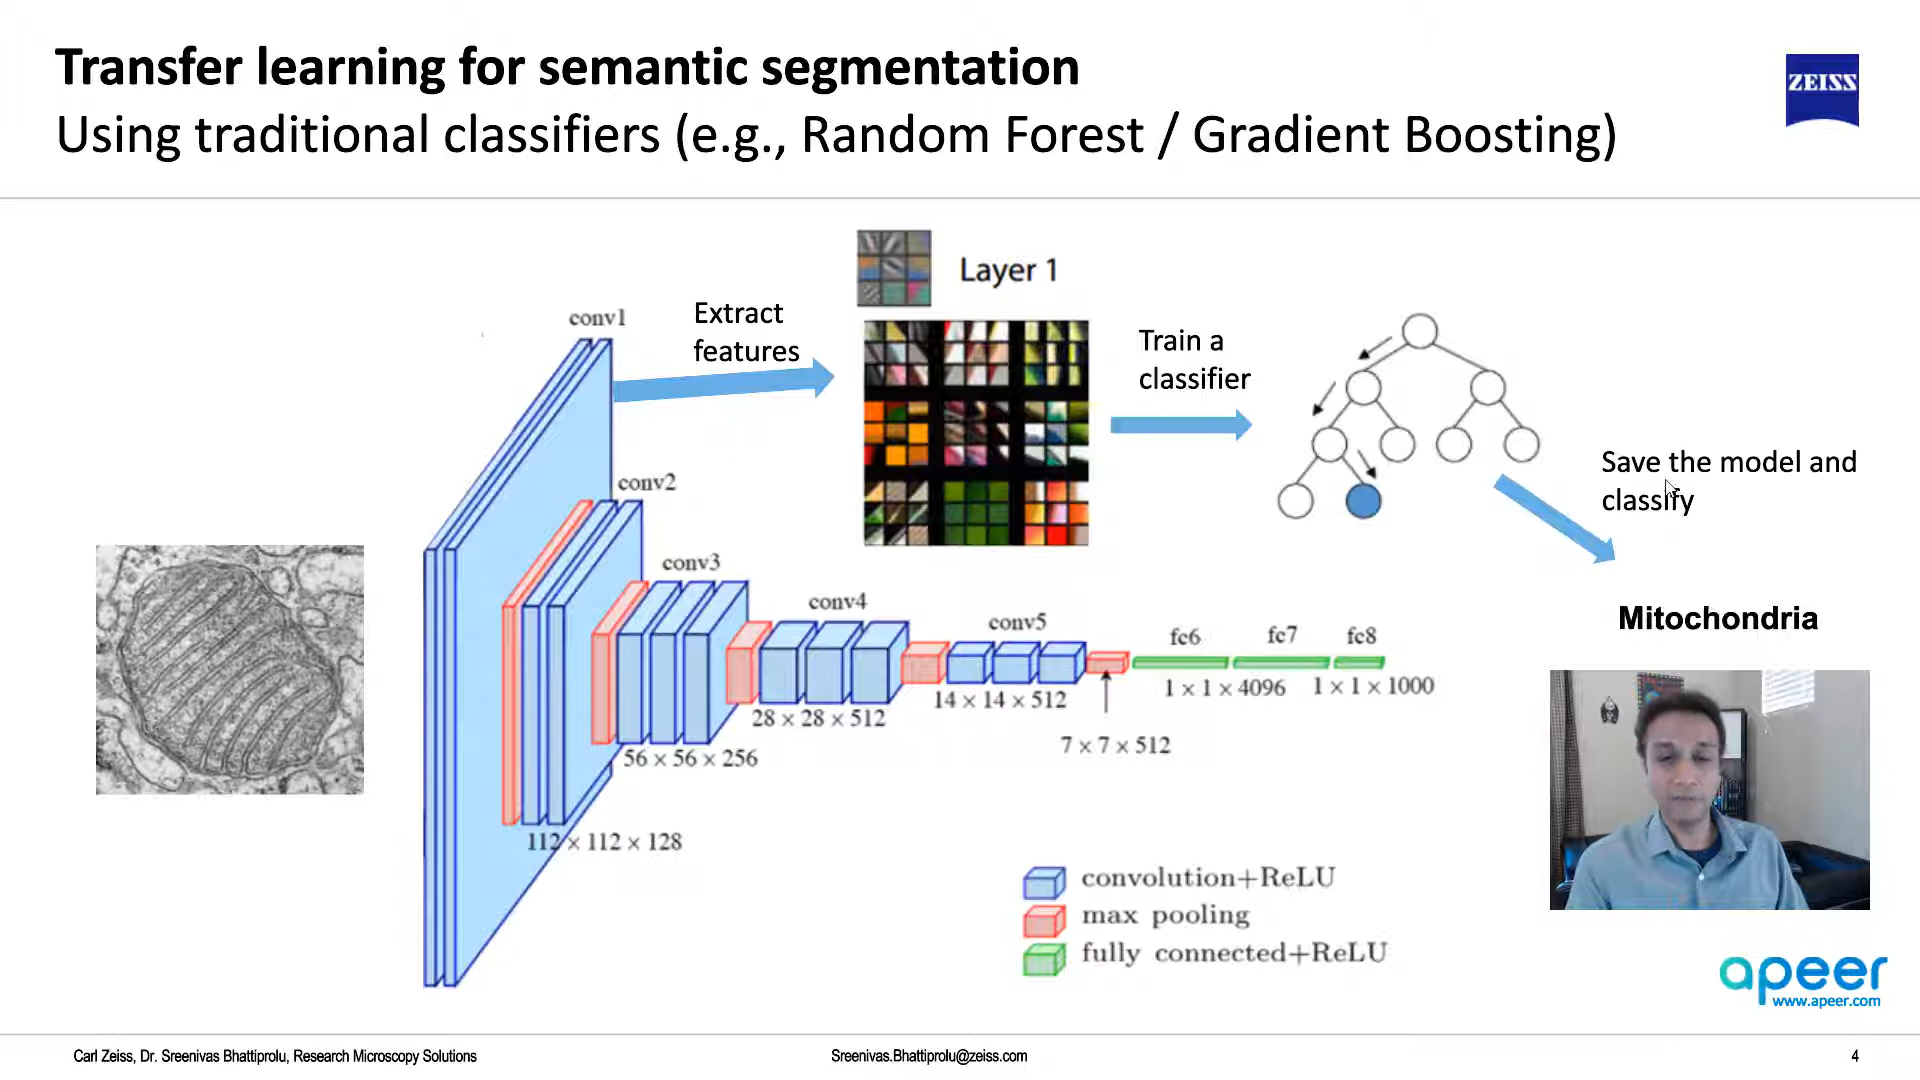 Transfer learning for semantic segmentation
Using traditional classifiers (e.g., Random Forest / Gradient Boosting)
ZEISS
Layer 1
conv1
Extract
features
Train a
classifier
Save the model and
classify
conv2
conv3
conv4
conv5
fc6
fc7
fc8
Mitochondria
1 × 1 × 4096
1 × 1 × 1000
14 × 14 × 512
28 × 28 × 512
7 × 7 × 512
56 × 56 × 256
112 × 112 × 128
convolution+ReLU
max pooling
fully connected+ReLU
apeer
www.apeer.com
Carl Zeiss, Dr. Sreenivas Bhattiprolu, Research Microscopy Solutions
Sreenivas.Bhattiprolu@zeiss.com
4